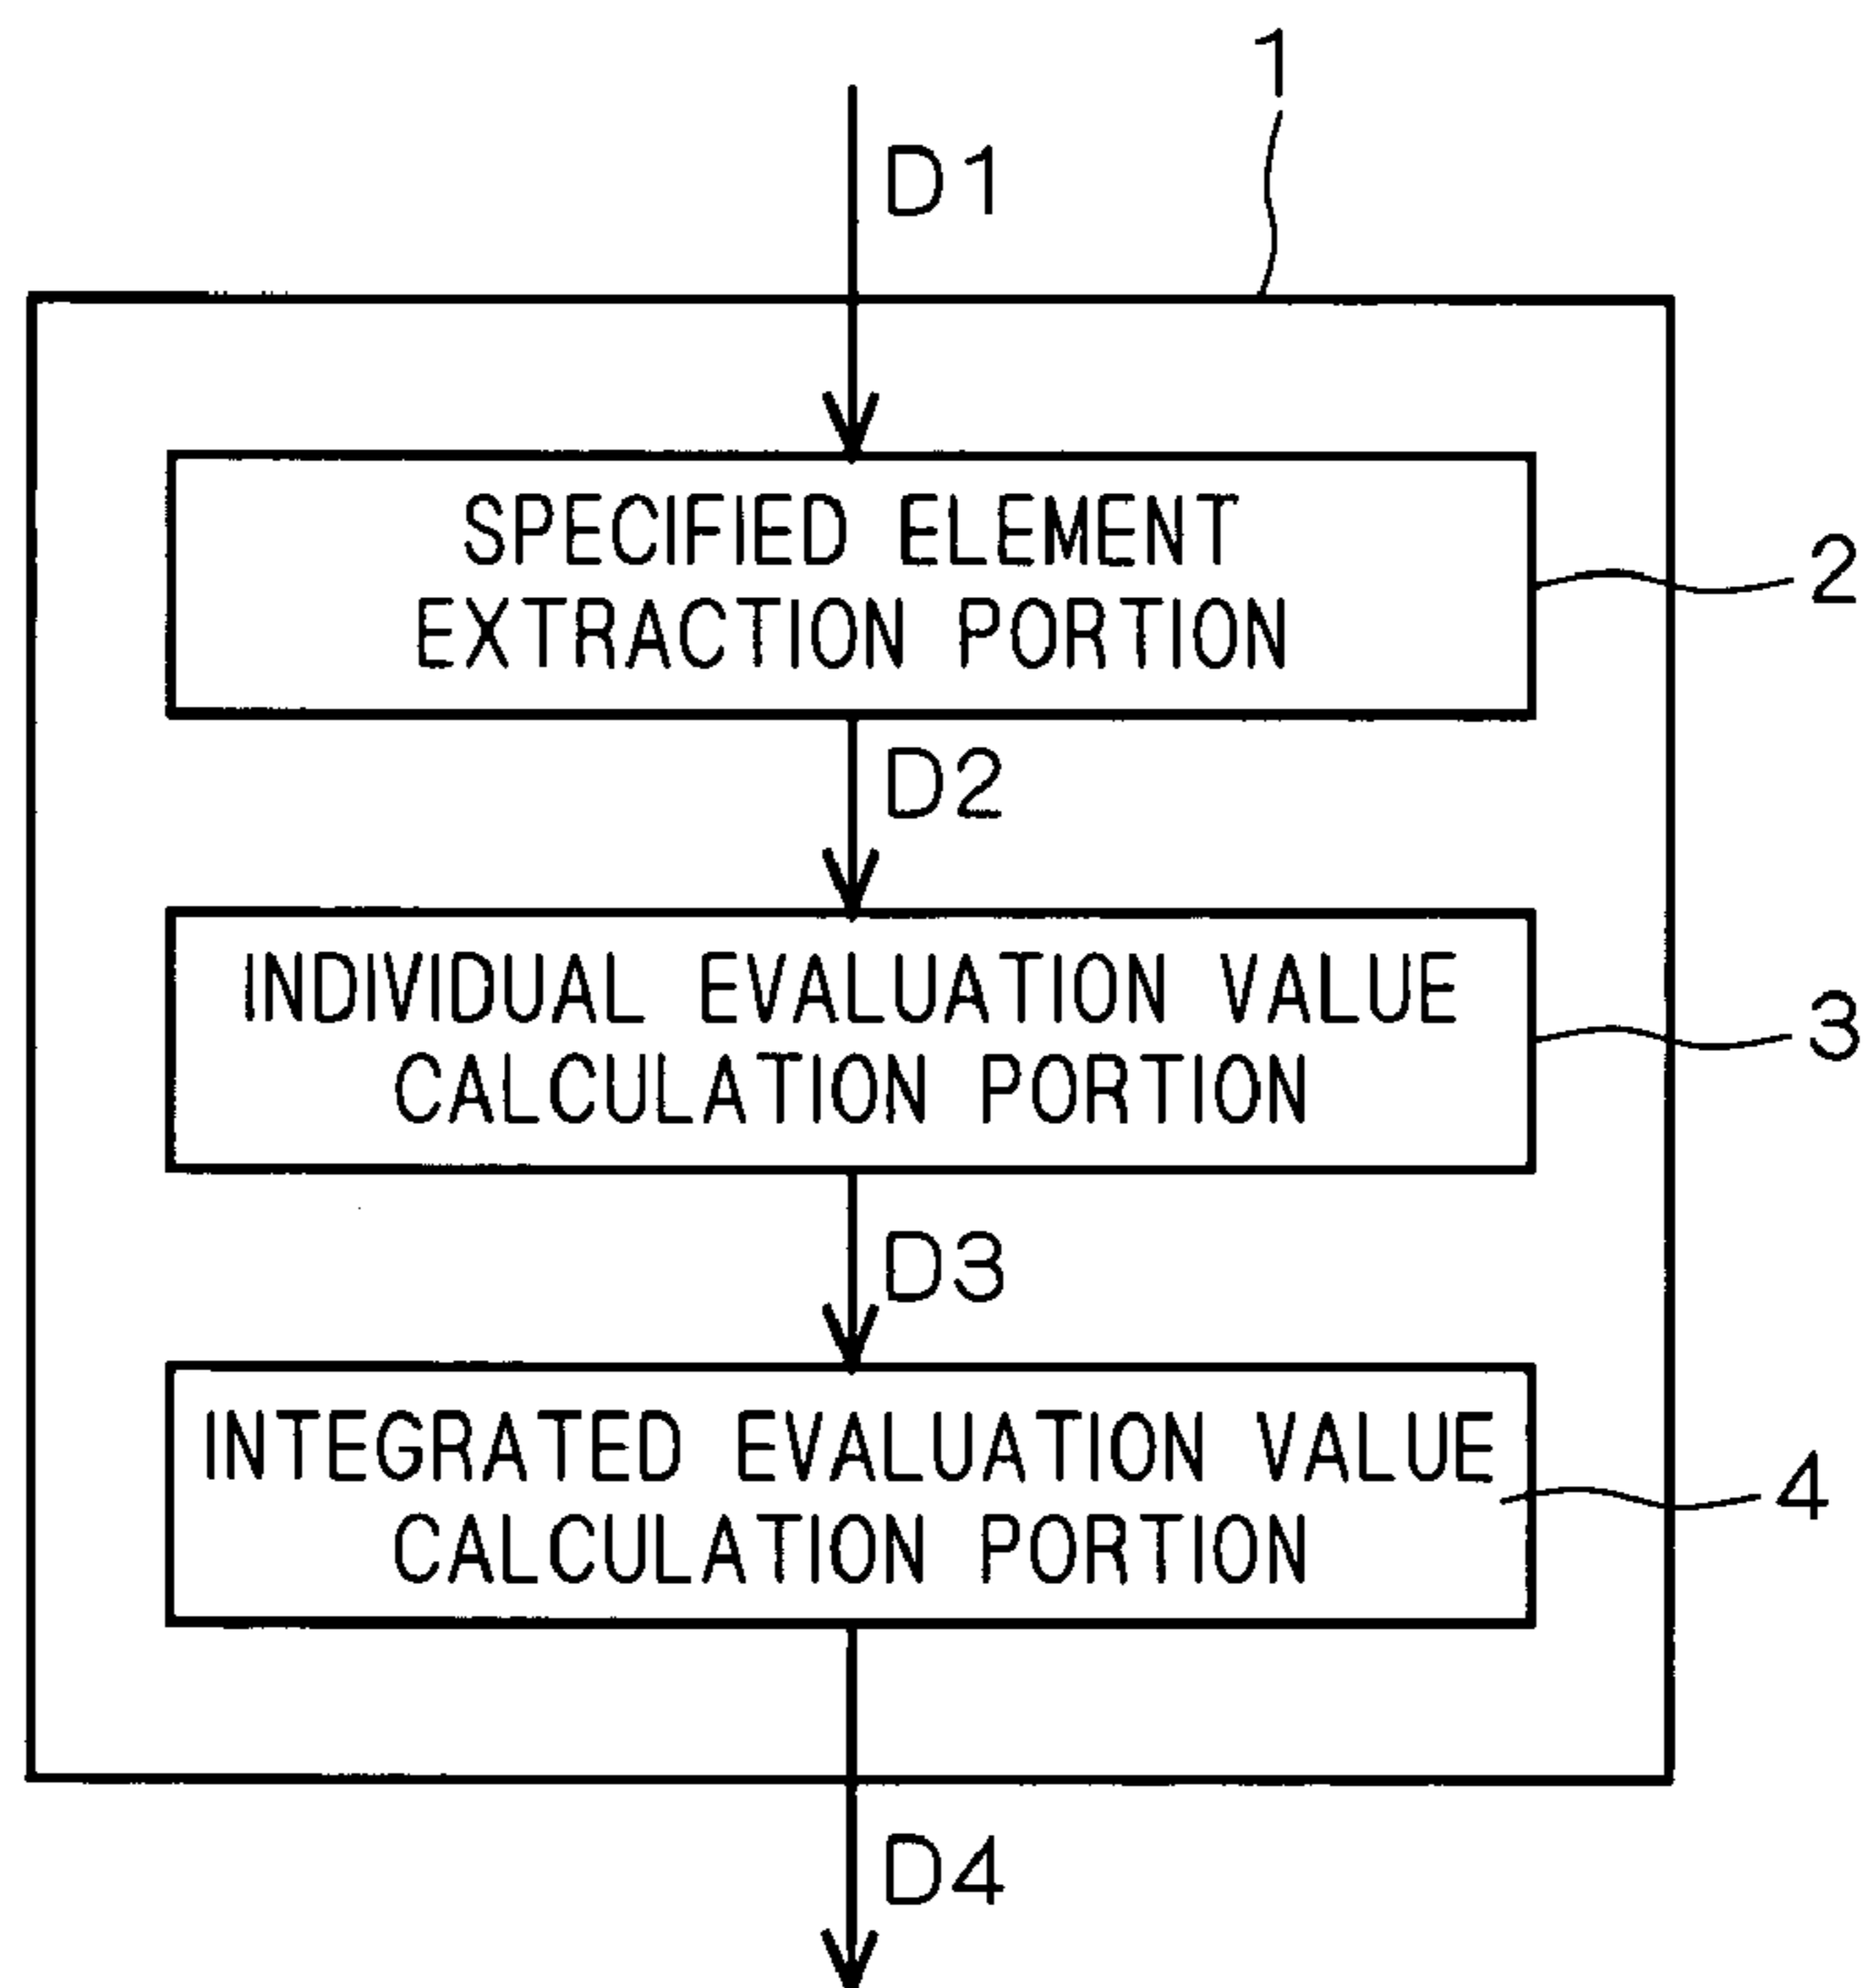 1
D1
SPECIFIED ELEMENT
EXTRACTION PORTION
2
D2
INDIVIDUAL EVALUATION VALUE
CALCULATION PORTION
3
D3
INTEGRATED EVALUATION VALUE
CALCULATION PORTION
4
D4